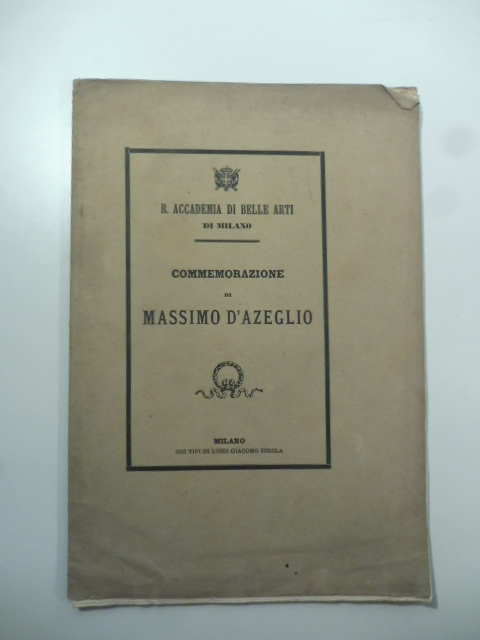 R. ACCADEMIA DI BELLE ARTI
DI MILANO
COMMEMORAZIONE
DI
MASSIMO D'AZEGLIO
MILANO
COI TIPI DI LUIGI GIACOMO PIROLA